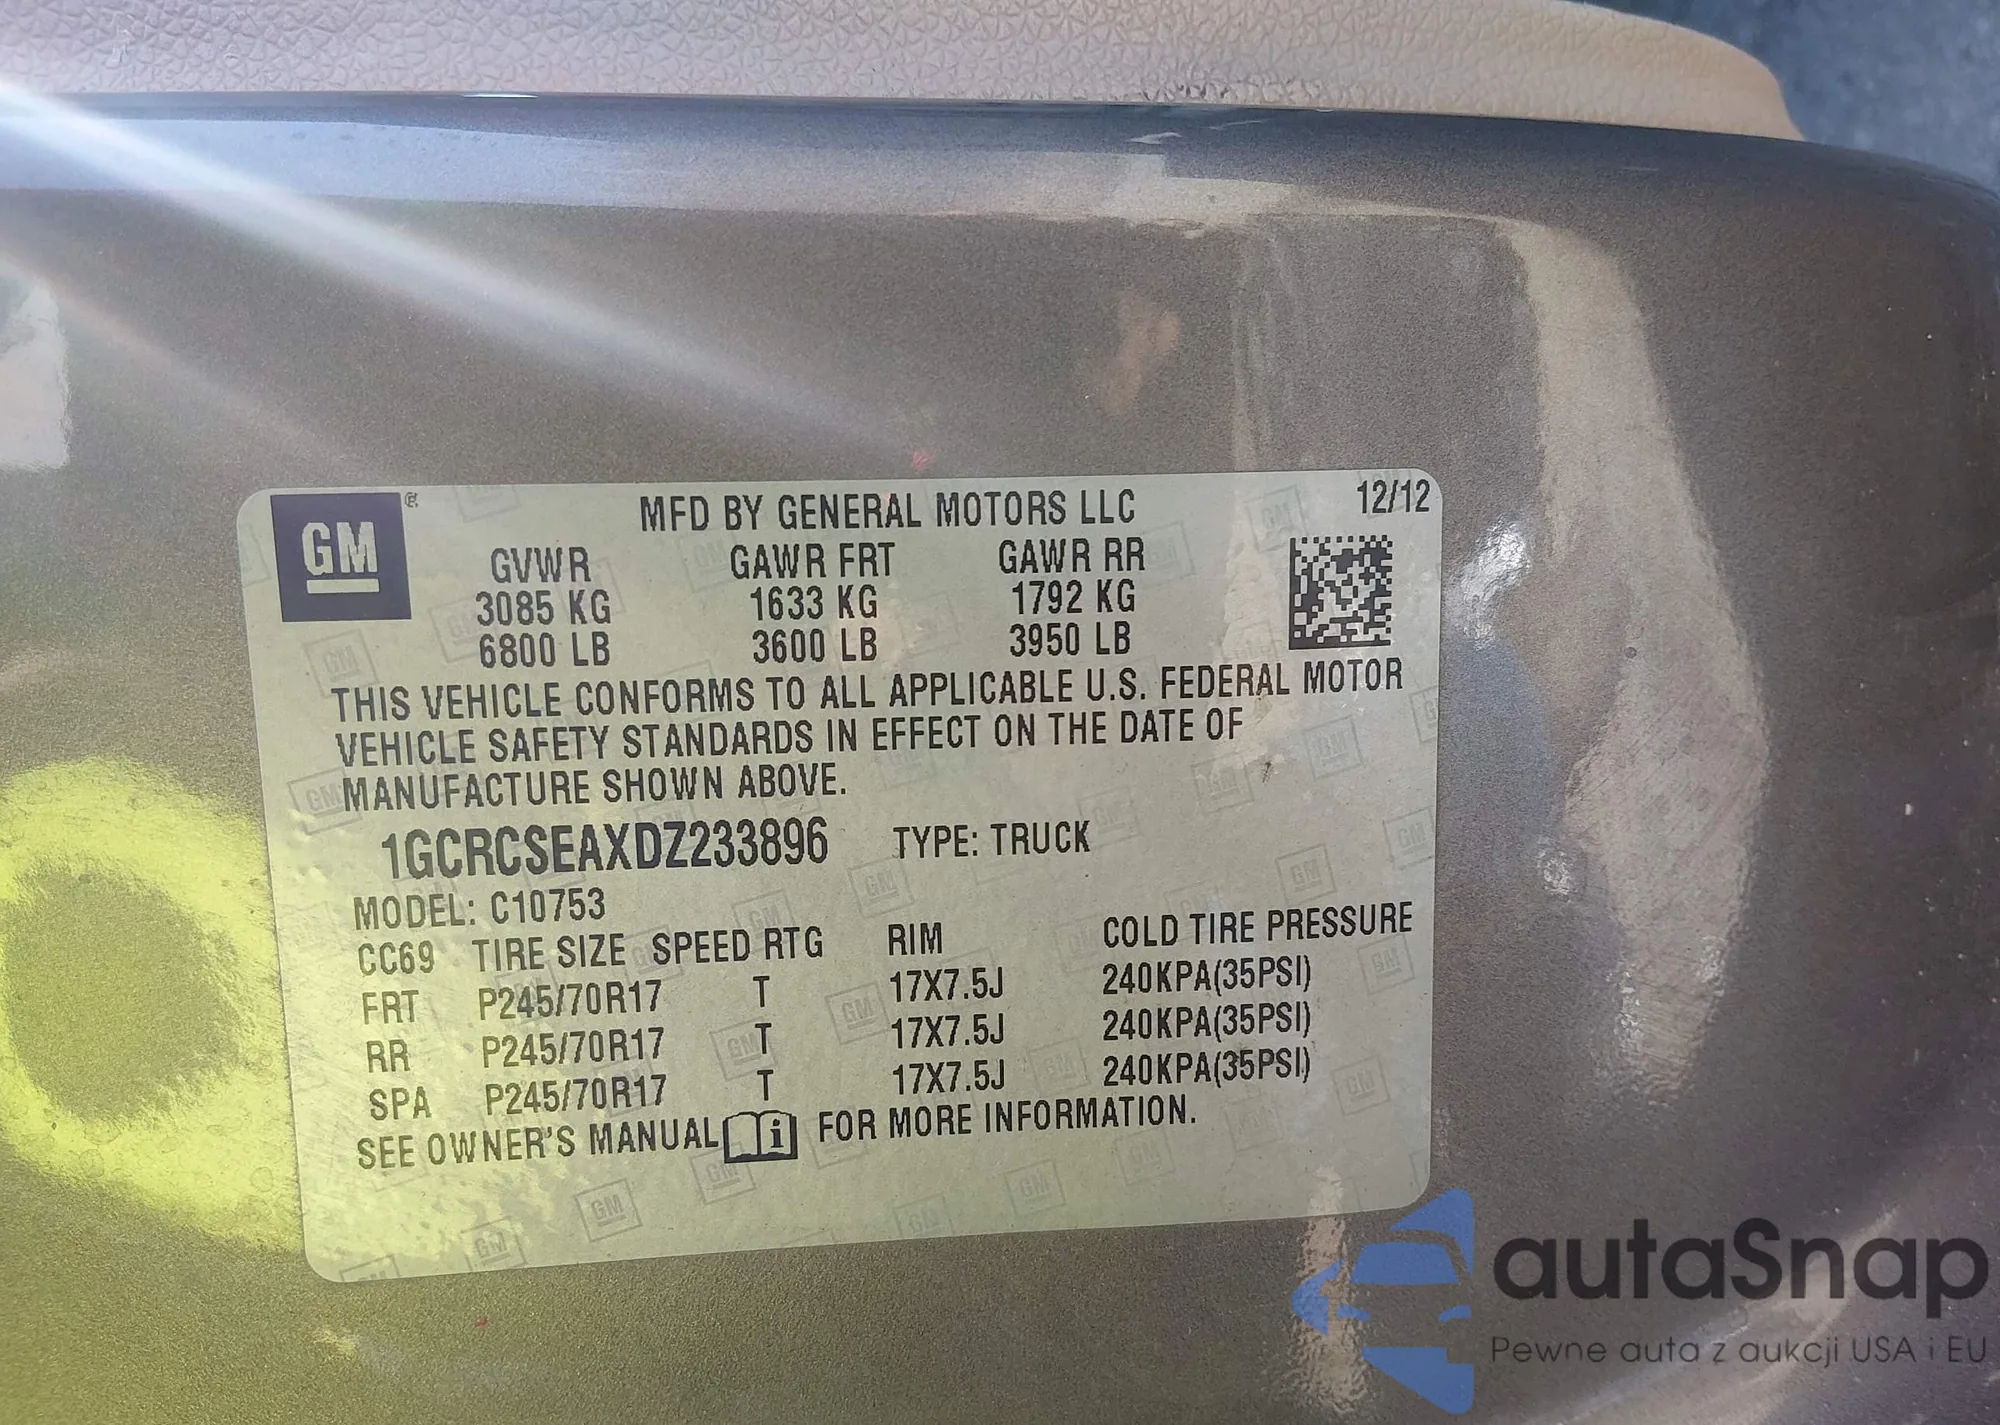 GM
MFD BY GENERAL MOTORS LLC 12/12
GVWR GAWR FRT GAWR RR
3085 KG 1633 KG 1792 KG
6800 LB 3600 LB 3950 LB
THIS VEHICLE CONFORMS TO ALL APPLICABLE U.S. FEDERAL MOTOR
VEHICLE SAFETY STANDARDS IN EFFECT ON THE DATE OF
MANUFACTURE SHOWN ABOVE.
1GCRCSEAXDZ233896 TYPE: TRUCK
MODEL: C10753
CC69 TIRE SIZE SPEED RTG RIM COLD TIRE PRESSURE
FRT P245/70R17 T 17X7.5J 240KPA(35PSI)
RR P245/70R17 T 17X7.5J 240KPA(35PSI)
SPA P245/70R17 T 17X7.5J 240KPA(35PSI)
SEE OWNER'S MANUAL i FOR MORE INFORMATION.
autaSnap
Pewne auta z aukcji USA i EU